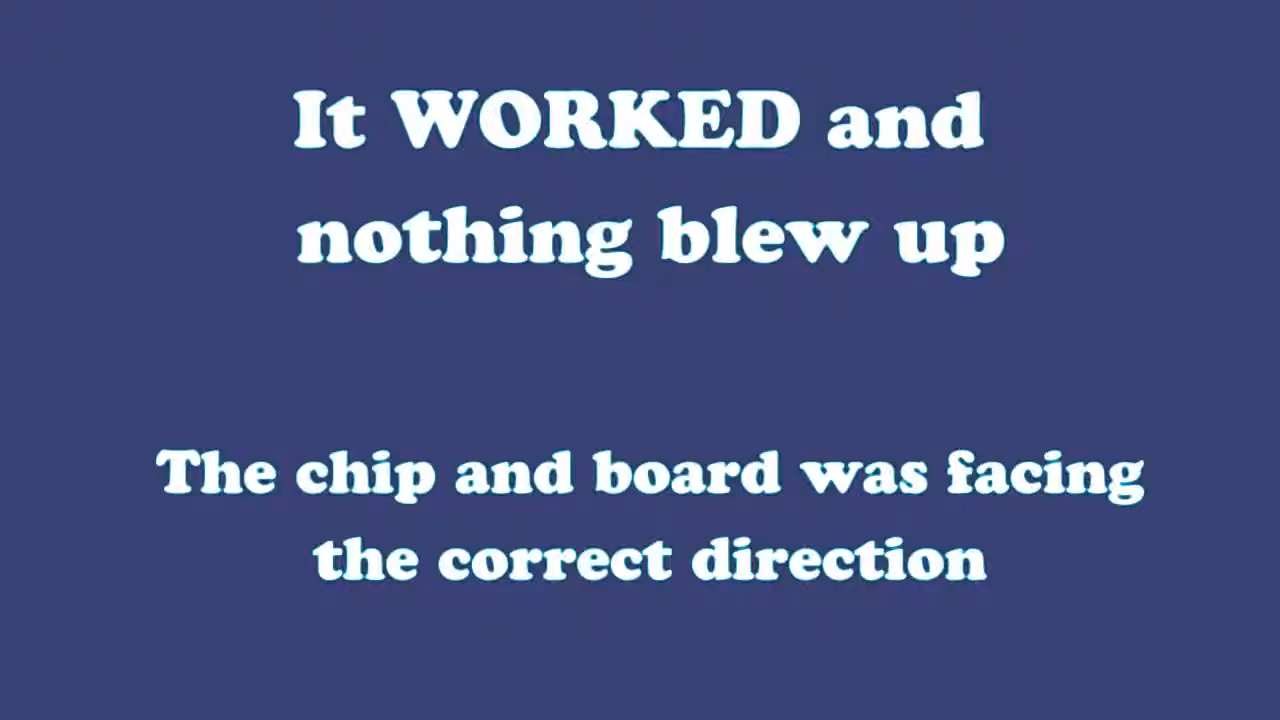 It WORKED and
nothing blew up
The chip and board was facing
the correct direction